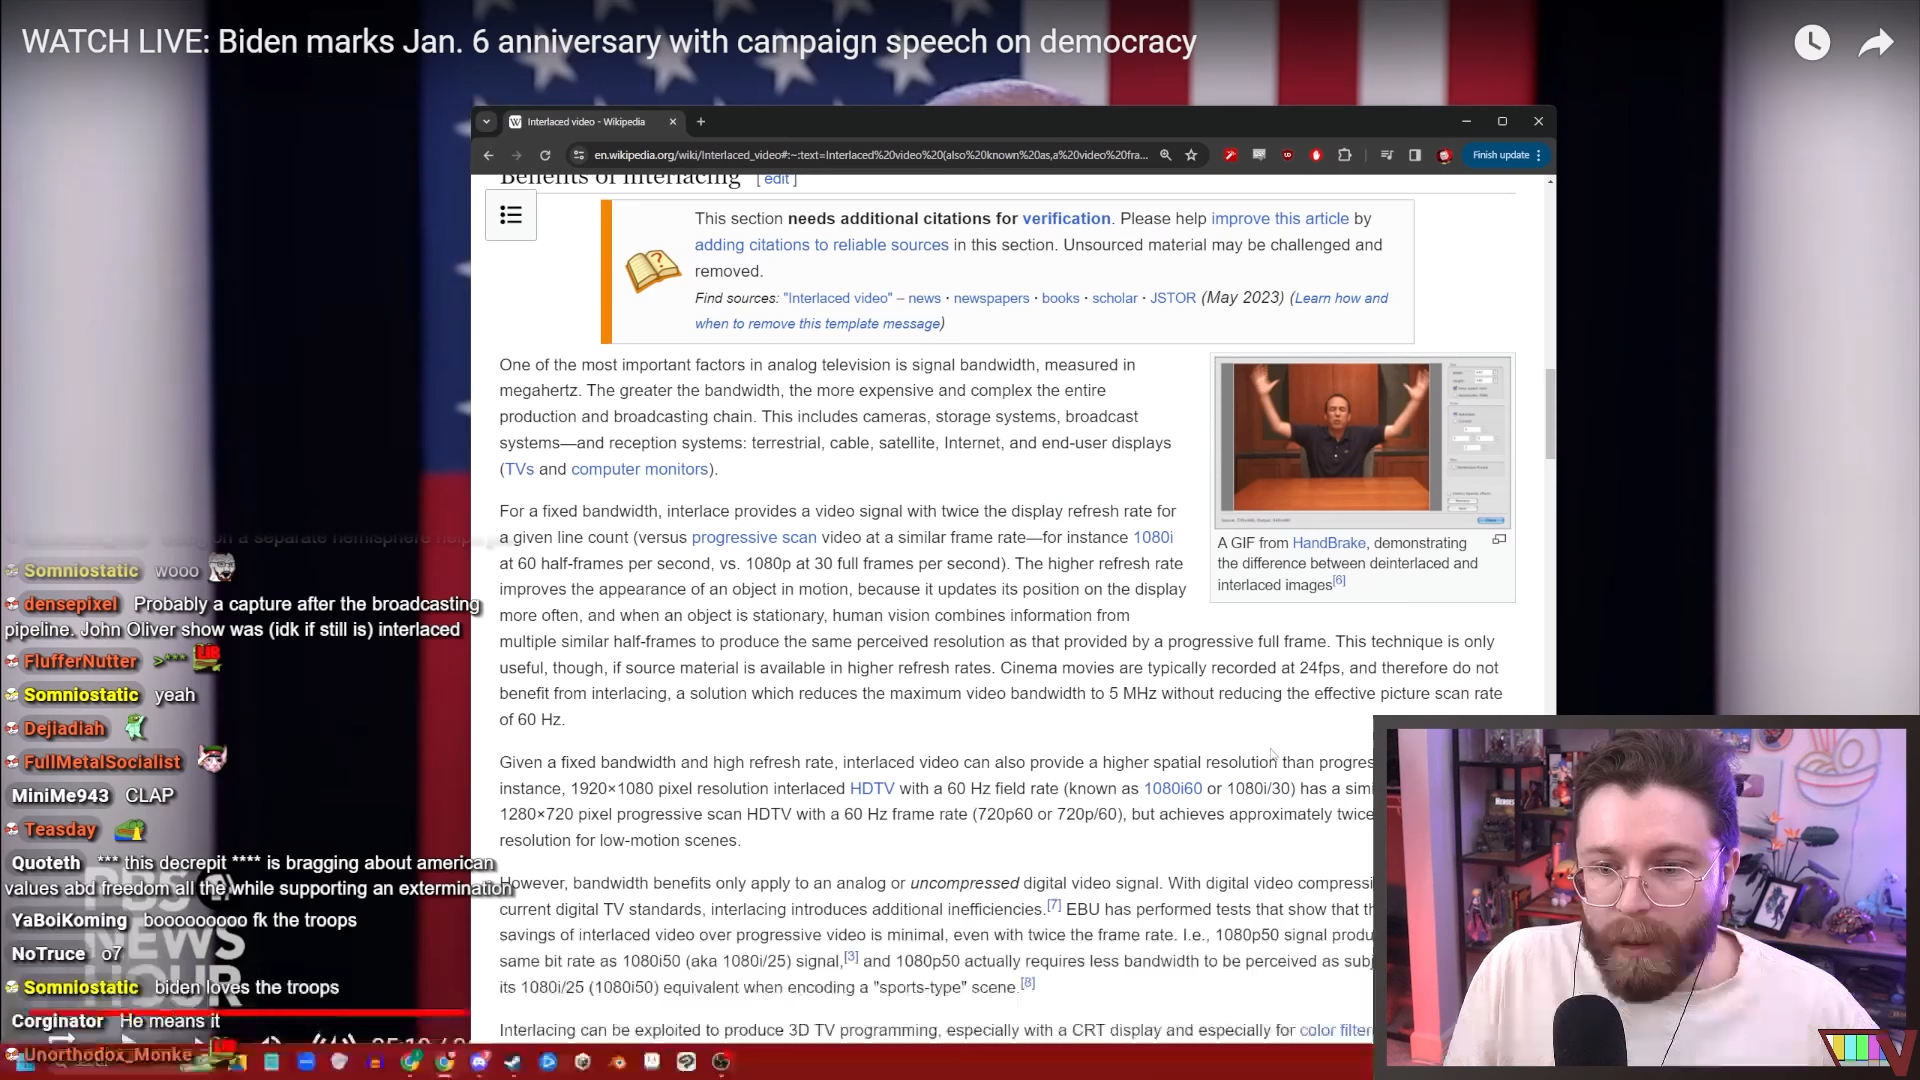 WATCH LIVE: Biden marks Jan. 6 anniversary with campaign speech on democracy
Interlaced video - Wikipedia
en.wikipedia.org/wiki/Interlaced_video#:~:text=Interlaced%20video%20(also%20known%20as,a%20video%20fra...
Finish update
Benefits of interlacing [ edit ]
This section needs additional citations for verification. Please help improve this article by
adding citations to reliable sources in this section. Unsourced material may be challenged and
removed.
Find sources: "Interlaced video" – news · newspapers · books · scholar · JSTOR (May 2023) (Learn how and
when to remove this template message)
One of the most important factors in analog television is signal bandwidth, measured in
megahertz. The greater the bandwidth, the more expensive and complex the entire
production and broadcasting chain. This includes cameras, storage systems, broadcast
systems—and reception systems: terrestrial, cable, satellite, Internet, and end-user displays
(TVs and computer monitors).
A GIF from HandBrake, demonstrating
the difference between deinterlaced and
interlaced images[6]
For a fixed bandwidth, interlace provides a video signal with twice the display refresh rate for
a given line count (versus progressive scan video at a similar frame rate—for instance 1080i
at 60 half-frames per second, vs. 1080p at 30 full frames per second). The higher refresh rate
improves the appearance of an object in motion, because it updates its position on the display
more often, and when an object is stationary, human vision combines information from
multiple similar half-frames to produce the same perceived resolution as that provided by a progressive full frame. This technique is only
useful, though, if source material is available in higher refresh rates. Cinema movies are typically recorded at 24fps, and therefore do not
benefit from interlacing, a solution which reduces the maximum video bandwidth to 5 MHz without reducing the effective picture scan rate
of 60 Hz.
Given a fixed bandwidth and high refresh rate, interlaced video can also provide a higher spatial resolution than progres
instance, 1920×1080 pixel resolution interlaced HDTV with a 60 Hz field rate (known as 1080i60 or 1080i/30) has a simi
1280×720 pixel progressive scan HDTV with a 60 Hz frame rate (720p60 or 720p/60), but achieves approximately twice
resolution for low-motion scenes.
However, bandwidth benefits only apply to an analog or uncompressed digital video signal. With digital video compressi
current digital TV standards, interlacing introduces additional inefficiencies.[7] EBU has performed tests that show that th
savings of interlaced video over progressive video is minimal, even with twice the frame rate. I.e., 1080p50 signal produ
same bit rate as 1080i50 (aka 1080i/25) signal,[3] and 1080p50 actually requires less bandwidth to be perceived as subj
its 1080i/25 (1080i50) equivalent when encoding a "sports-type" scene.[8]
Interlacing can be exploited to produce 3D TV programming, especially with a CRT display and especially for color filter
on a separate hemisphere helps
Somniostatic wooo
densepixel Probably a capture after the broadcasting
pipeline. John Oliver show was (idk if still is) interlaced
FlufferNutter >*** LIB
Somniostatic yeah
Dejiadiah
FullMetalSocialist
MiniMe943 CLAP
Teasday
Quoteth *** this decrepit **** is bragging about american
values abd freedom all the while supporting an extermination
YaBoiKoming booooooooo fk the troops
NoTruce o7
Somniostatic biden loves the troops
Corginator He means it
Unorthodox_Monke
PBS
NEWS
HOUR